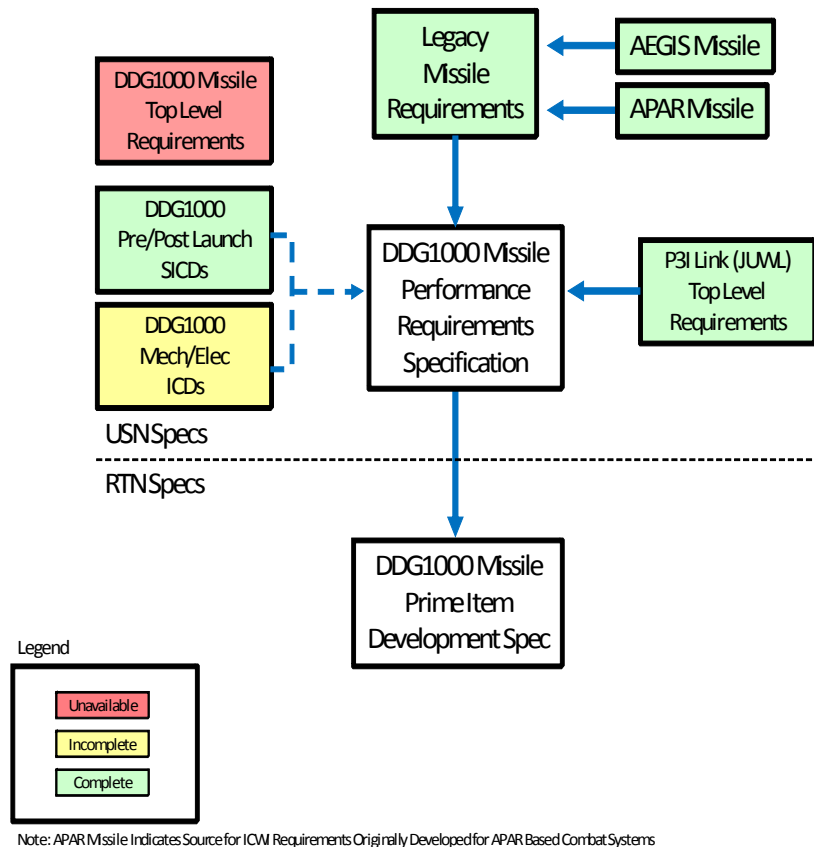 DDG1000 Missile
Top Level
Requirements
Legacy
Missile
Requirements
AEGIS Missile
APAR Missile
DDG1000
Pre/Post Launch
SICDs
DDG1000
Mech/Elec
ICDs
DDG1000 Missile
Performance
Requirements
Specification
P3I Link (JUWL)
Top Level
Requirements
USN Specs
RTN Specs
DDG1000 Missile
Prime Item
Development Spec
Legend
Unavailable
Incomplete
Complete
Note: APAR Missile Indicates Source for ICWI Requirements Originally Developed for APAR Based Combat Systems